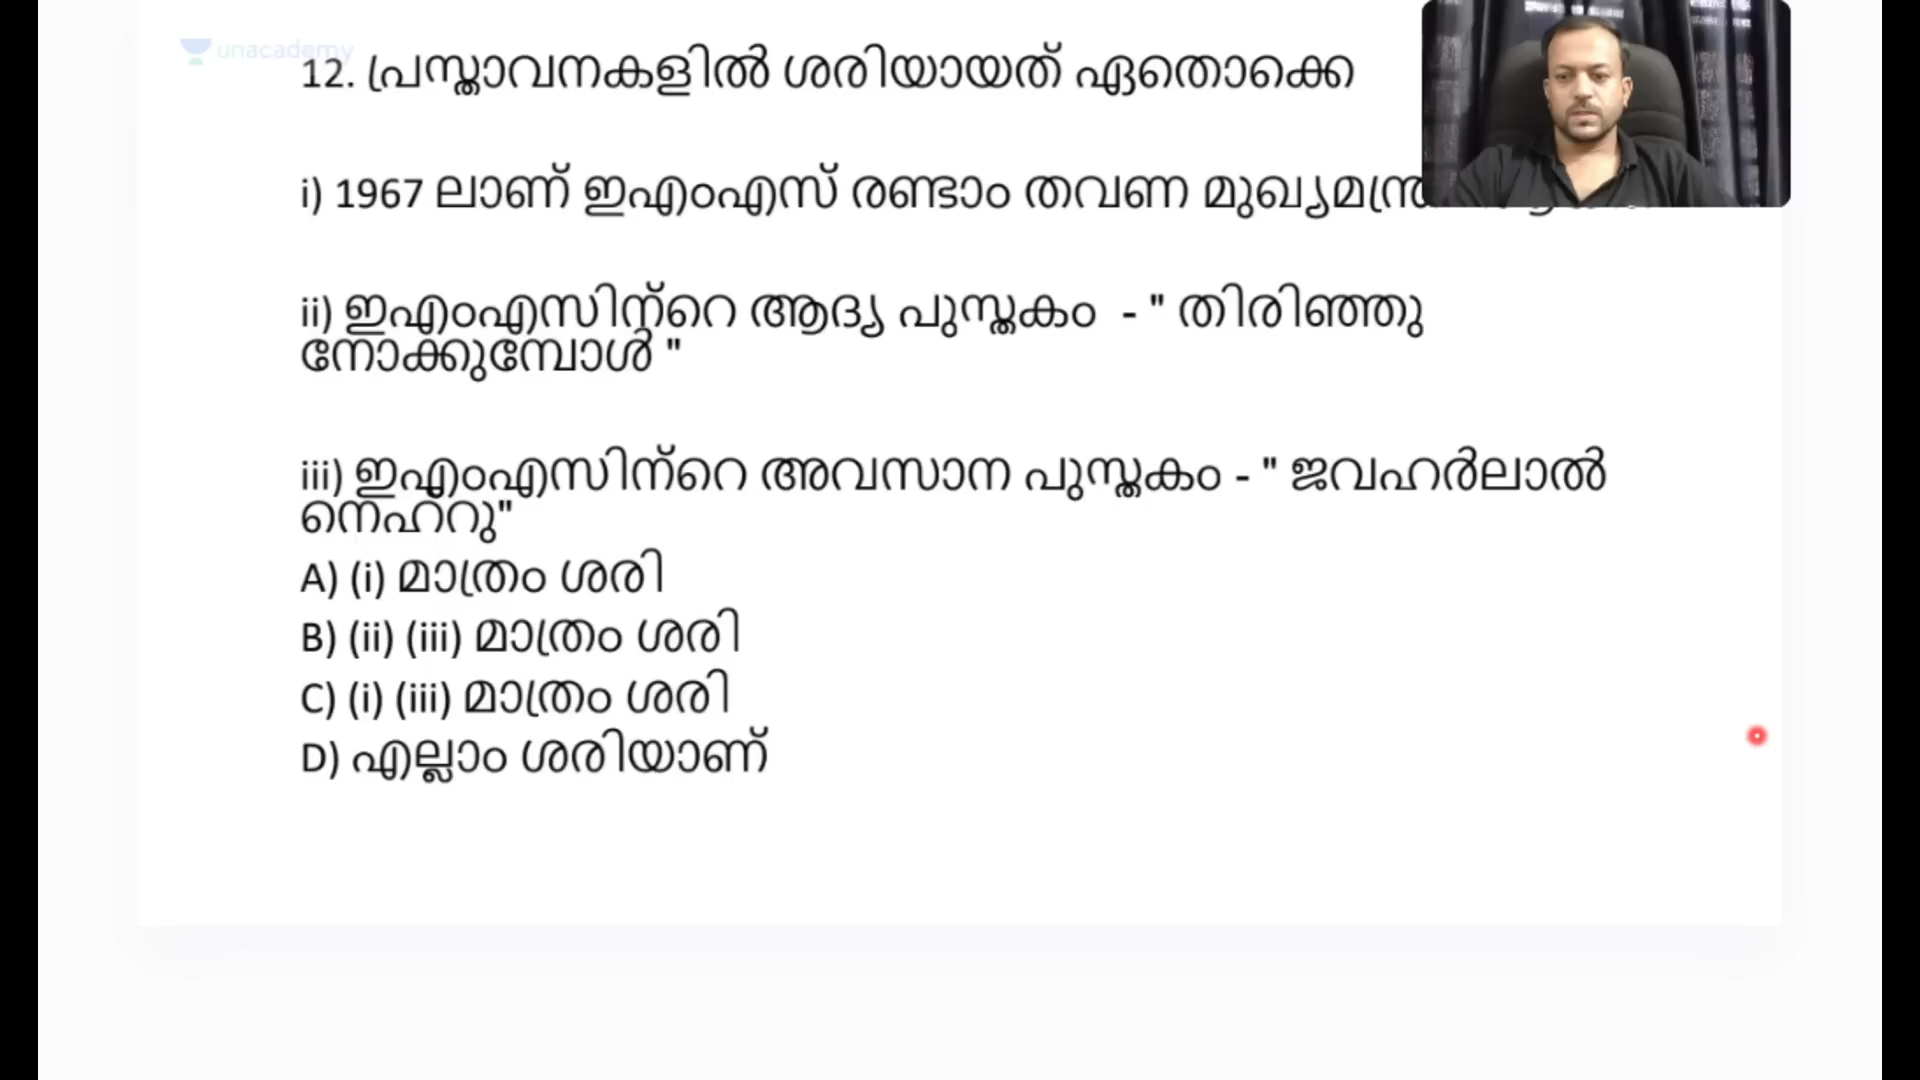 unacademy
12. പ്രസ്താവനകളിൽ ശരിയായത് ഏതൊക്കെ
i) 1967 ലാണ് ഇഎംഎസ് രണ്ടാം തവണ
ii) ഇഎംഎസിന്റെ ആദ്യ പുസ്തകം - " തിരിഞ്ഞു
നോക്കുമ്പോൾ "
iii) ഇഎംഎസിന്റെ അവസാന പുസ്തകം - " ജവഹർലാൽ
നെഹ്റു"
A) (i) മാത്രം ശരി
B) (ii) (iii) മാത്രം ശരി
C) (i) (iii) മാത്രം ശരി
D) എല്ലാം ശരിയാണ്